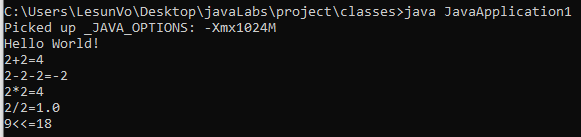 C:\Users\LesunVo\Desktop\javaLabs\project\classes>java JavaApplication1
Picked up _JAVA_OPTIONS: -Xmx1024M
Hello World!
2+2=4
2-2-2=-2
2*2=4
2/2=1.0
9<<=18